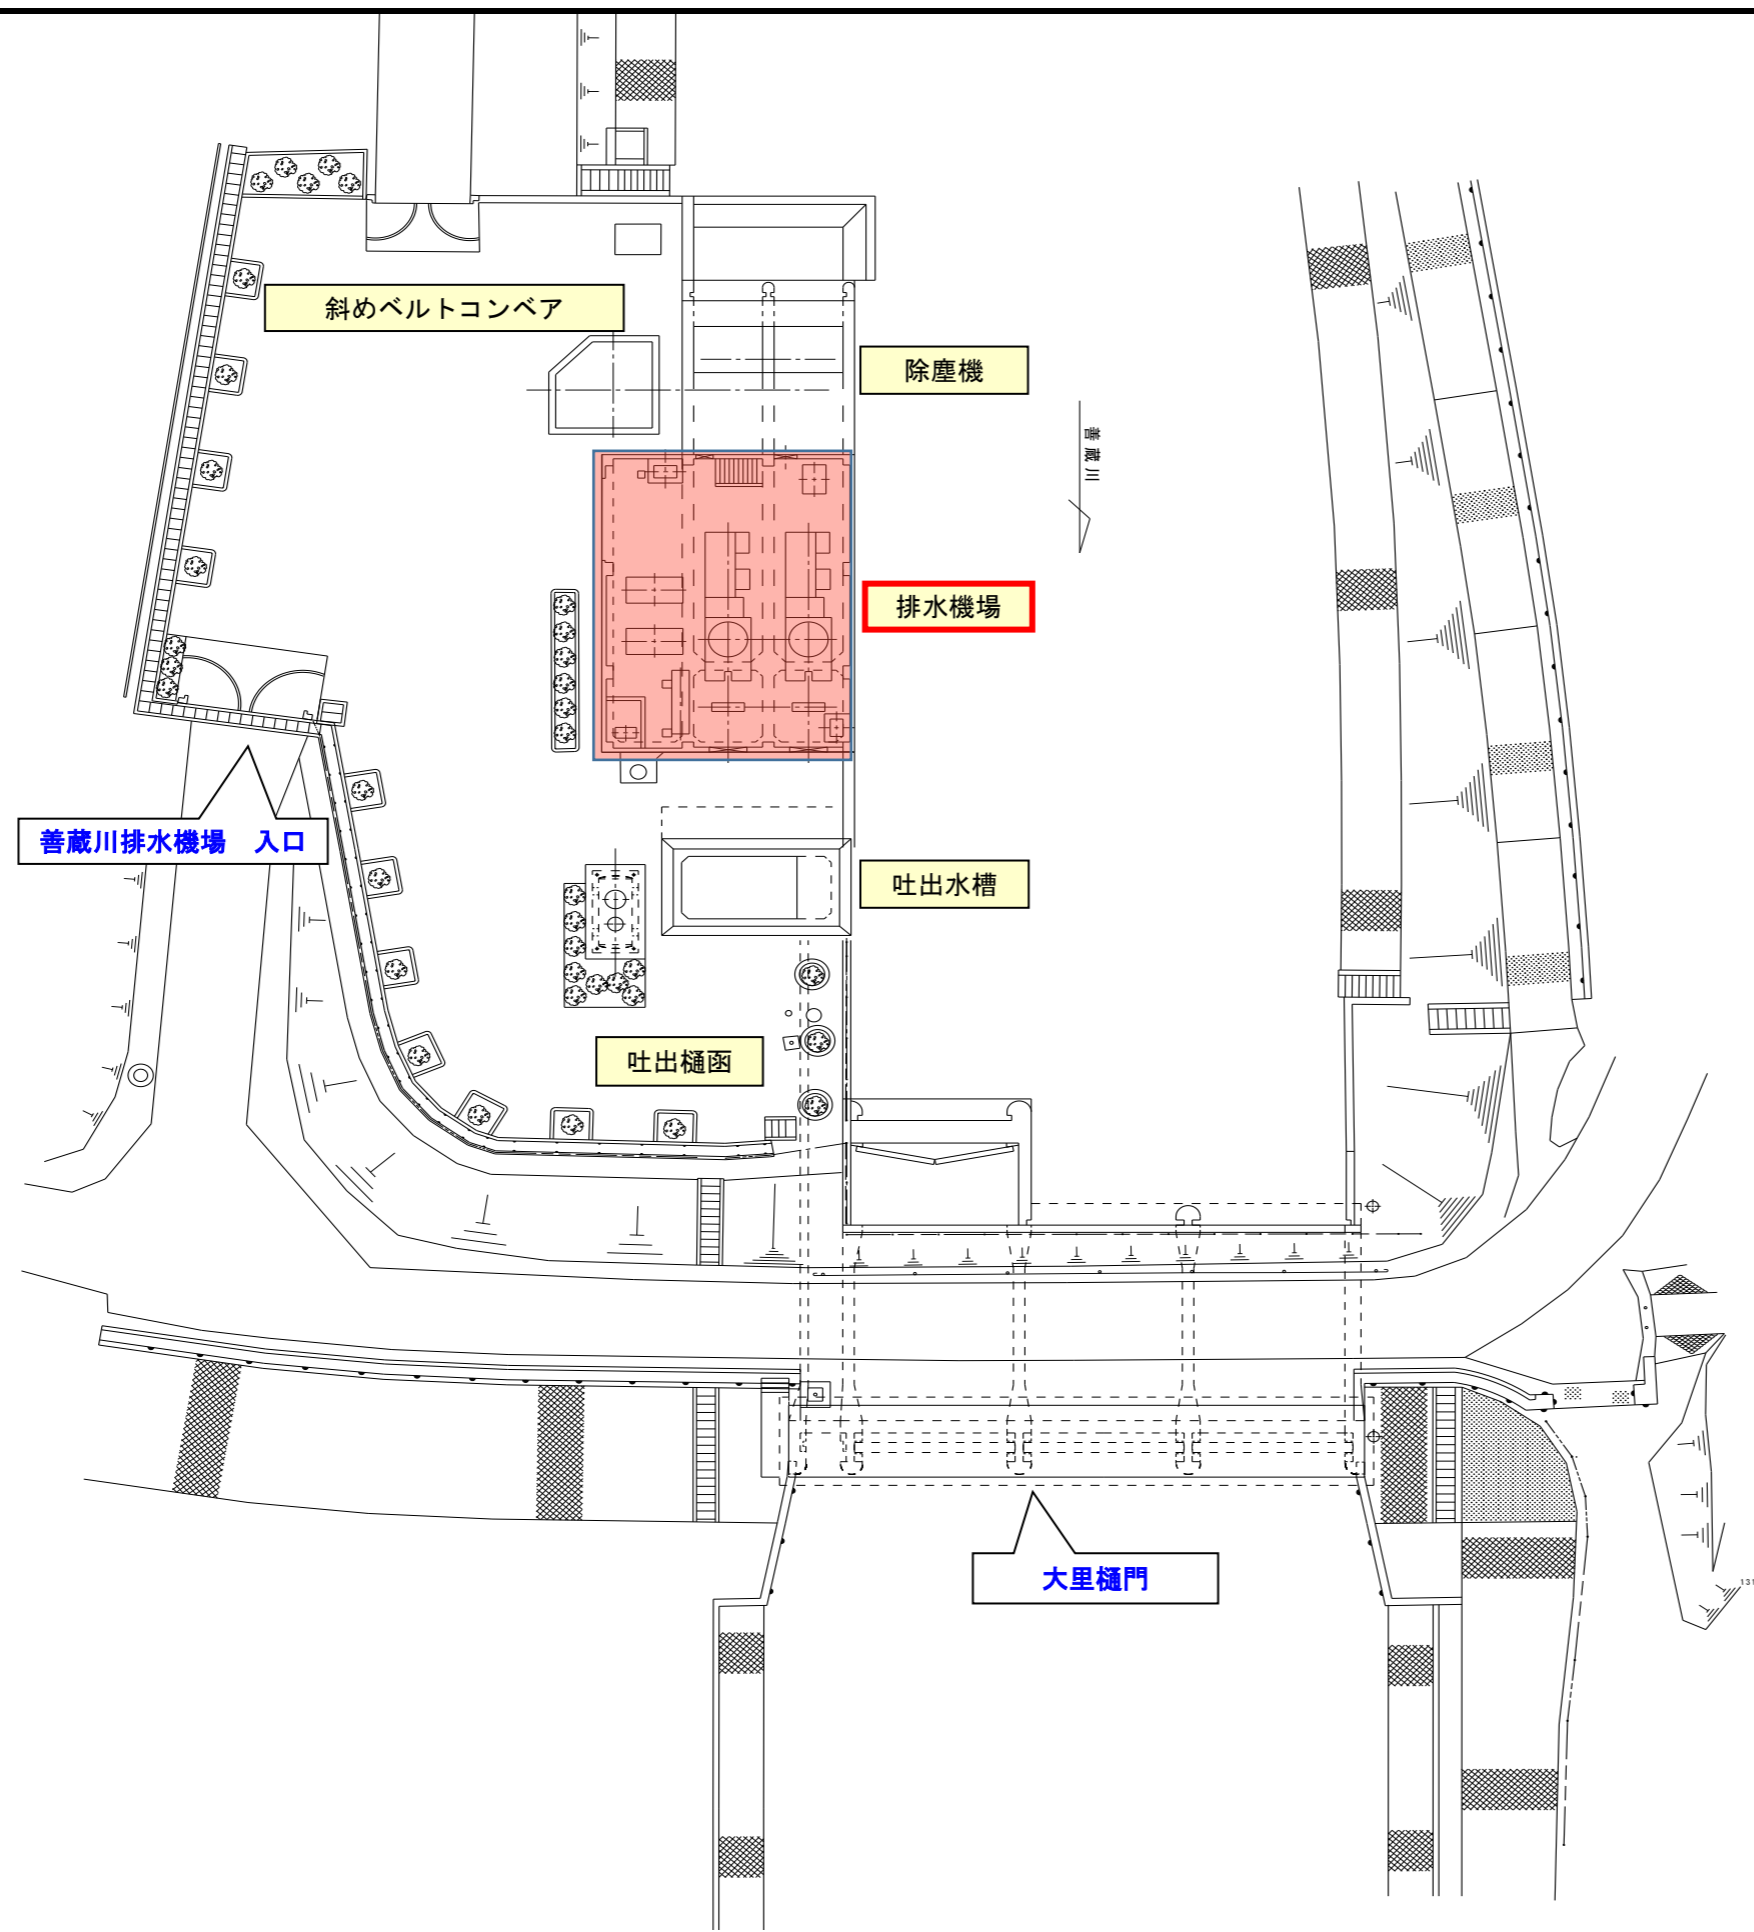 斜めベルトコンベア
除塵機
善蔵川
排水機場
善蔵川排水機場　入口
吐出水槽
吐出樋函
大里樋門
131